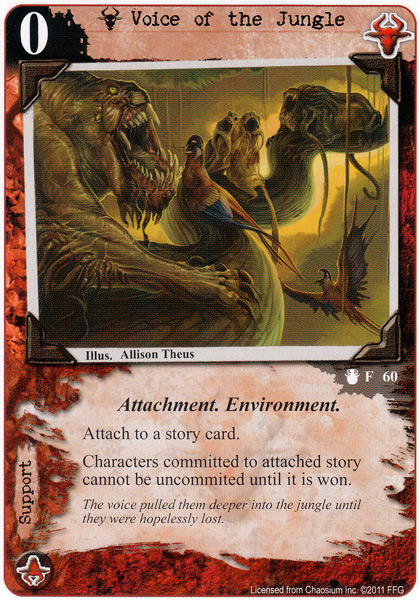 0
Voice of the Jungle
Illus. Allison Theus
F 60
Attachment. Environment.
Attach to a story card.
Characters committed to attached story
cannot be uncommited until it is won.
The voice pulled them deeper into the jungle until
they were hopelessly lost.
Support
Licensed from Chaosium Inc. ©2011 FFG